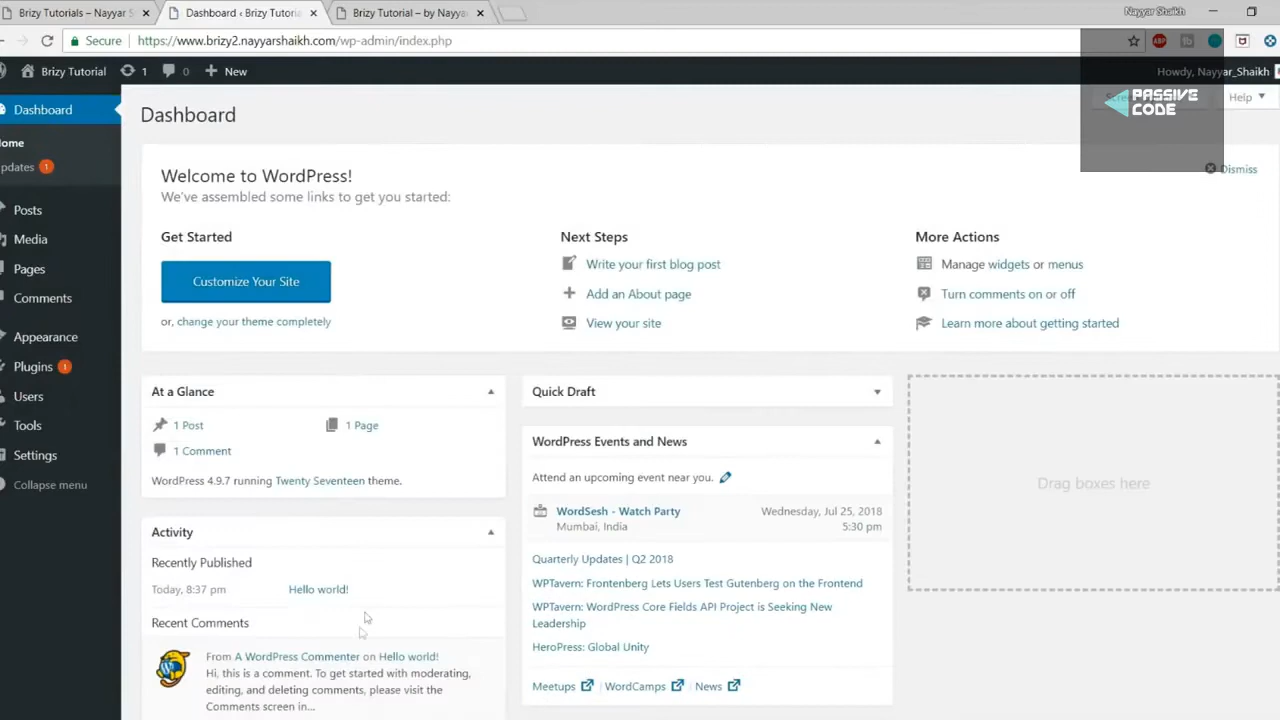 Brizy Tutorials – Nayyar S
Dashboard ‹ Brizy Tutoria
Brizy Tutorial – by Nayya
Nayyar Shaikh
Secure
https://www.brizy2.nayyarshaikh.com/wp-admin/index.php
Brizy Tutorial
1
0
New
Howdy, Nayyar_Shaikh
Dashboard
Home
Updates 1
Posts
Media
Pages
Comments
Appearance
Plugins 1
Users
Tools
Settings
Collapse menu
Dashboard
PASSIVE
CODE
Help
Welcome to WordPress!
We've assembled some links to get you started:
Dismiss
Get Started
Customize Your Site
or, change your theme completely
Next Steps
Write your first blog post
Add an About page
View your site
More Actions
Manage widgets or menus
Turn comments on or off
Learn more about getting started
At a Glance
1 Post
1 Page
1 Comment
WordPress 4.9.7 running Twenty Seventeen theme.
Activity
Recently Published
Today, 8:37 pm
Hello world!
Recent Comments
From A WordPress Commenter on Hello world!
Hi, this is a comment. To get started with moderating,
editing, and deleting comments, please visit the
Comments screen in...
Quick Draft
WordPress Events and News
Attend an upcoming event near you.
WordSesh - Watch Party
Mumbai, India
Wednesday, Jul 25, 2018
5:30 pm
Quarterly Updates | Q2 2018
WPTavern: Frontenberg Lets Users Test Gutenberg on the Frontend
WPTavern: WordPress Core Fields API Project is Seeking New
Leadership
HeroPress: Global Unity
Meetups
WordCamps
News
Drag boxes here